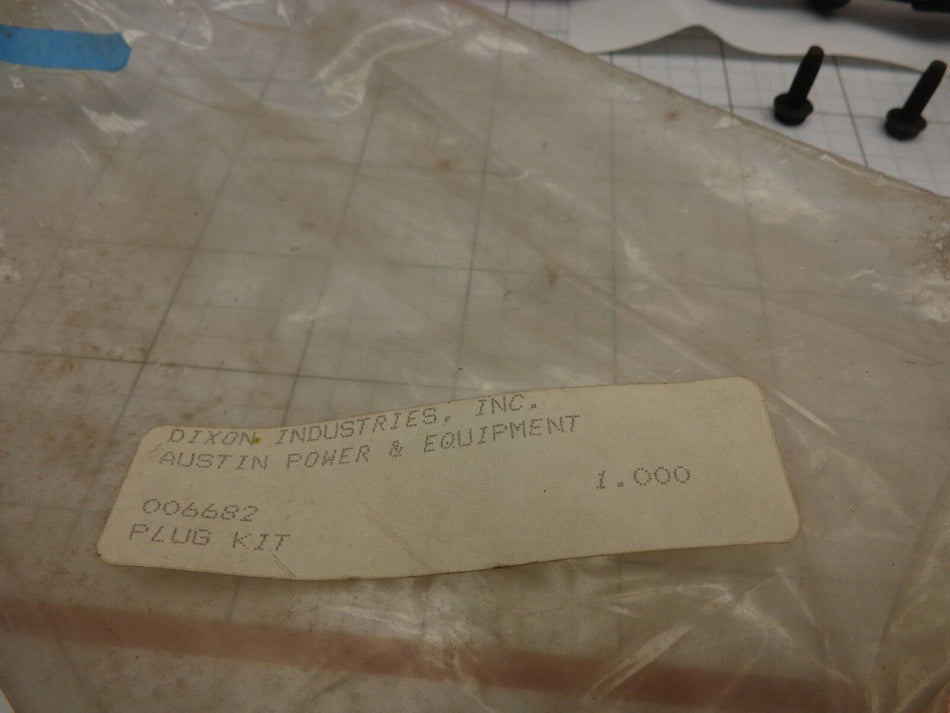 DIXON INDUSTRIES, INC.
AUSTIN POWER & EQUIPMENT
1.000
006682
PLUG KIT